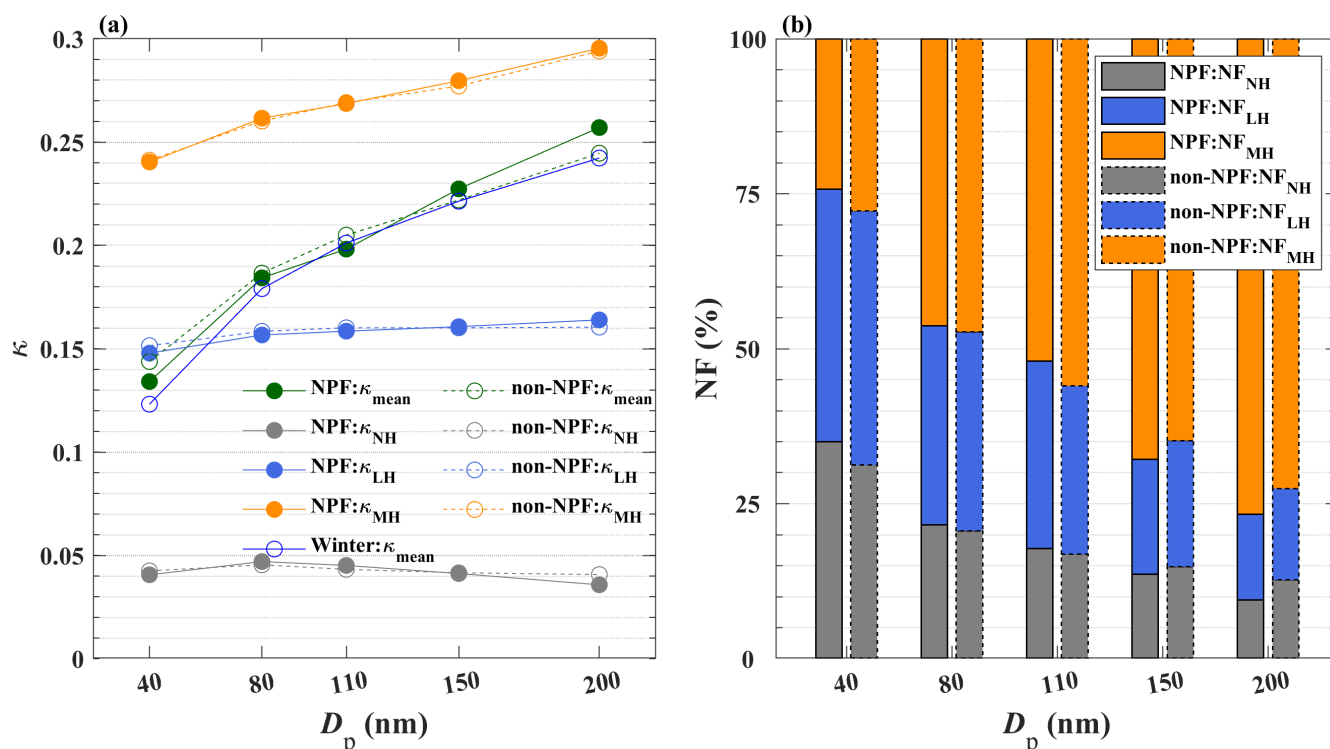 (a)
0.3
0.25
0.2
0.15
0.1
0.05
0
κ
NPF:κmean
NPF:κNH
NPF:κLH
NPF:κMH
Winter:κmean
non-NPF:κmean
non-NPF:κNH
non-NPF:κLH
non-NPF:κMH
40 80 110 150 200
Dp (nm)
(b)
100
75
50
25
0
NF (%)
NPF:NFNH
NPF:NFLH
NPF:NFMH
non-NPF:NFNH
non-NPF:NFLH
non-NPF:NFMH
40 80 110 150 200
Dp (nm)